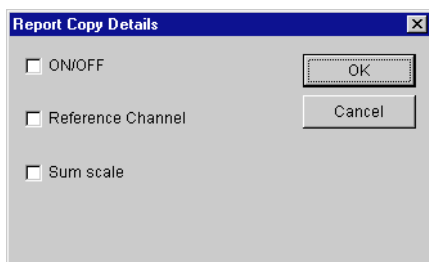 Report Copy Details
ON/OFF
OK
Reference Channel
Cancel
Sum scale